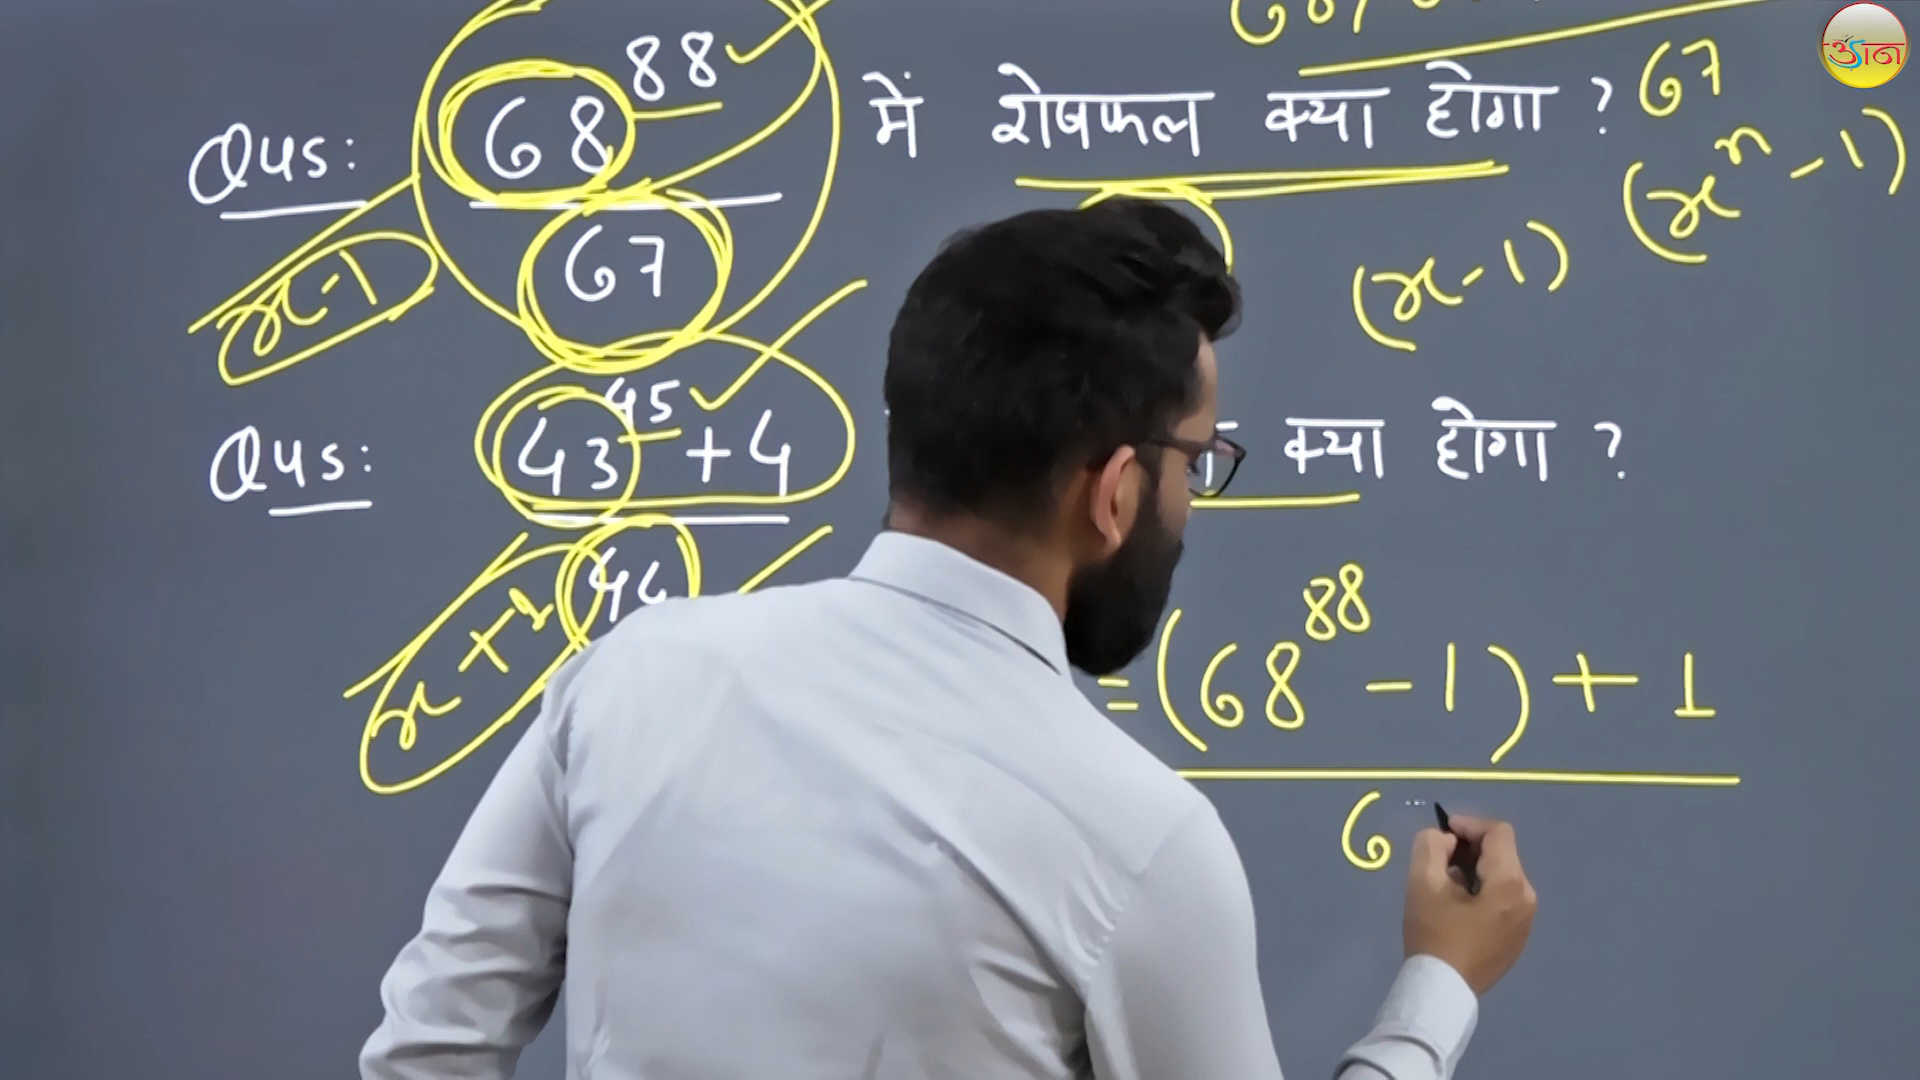 Qus: 68^88 / 67 में शेषफल क्या होगा ? 67
(x^n - 1)
(x - 1)
x-1
Qus: 43^45 + 4 / 44 क्या होगा ?
x+1
= (68^88 - 1) + 1
6
उड़ान